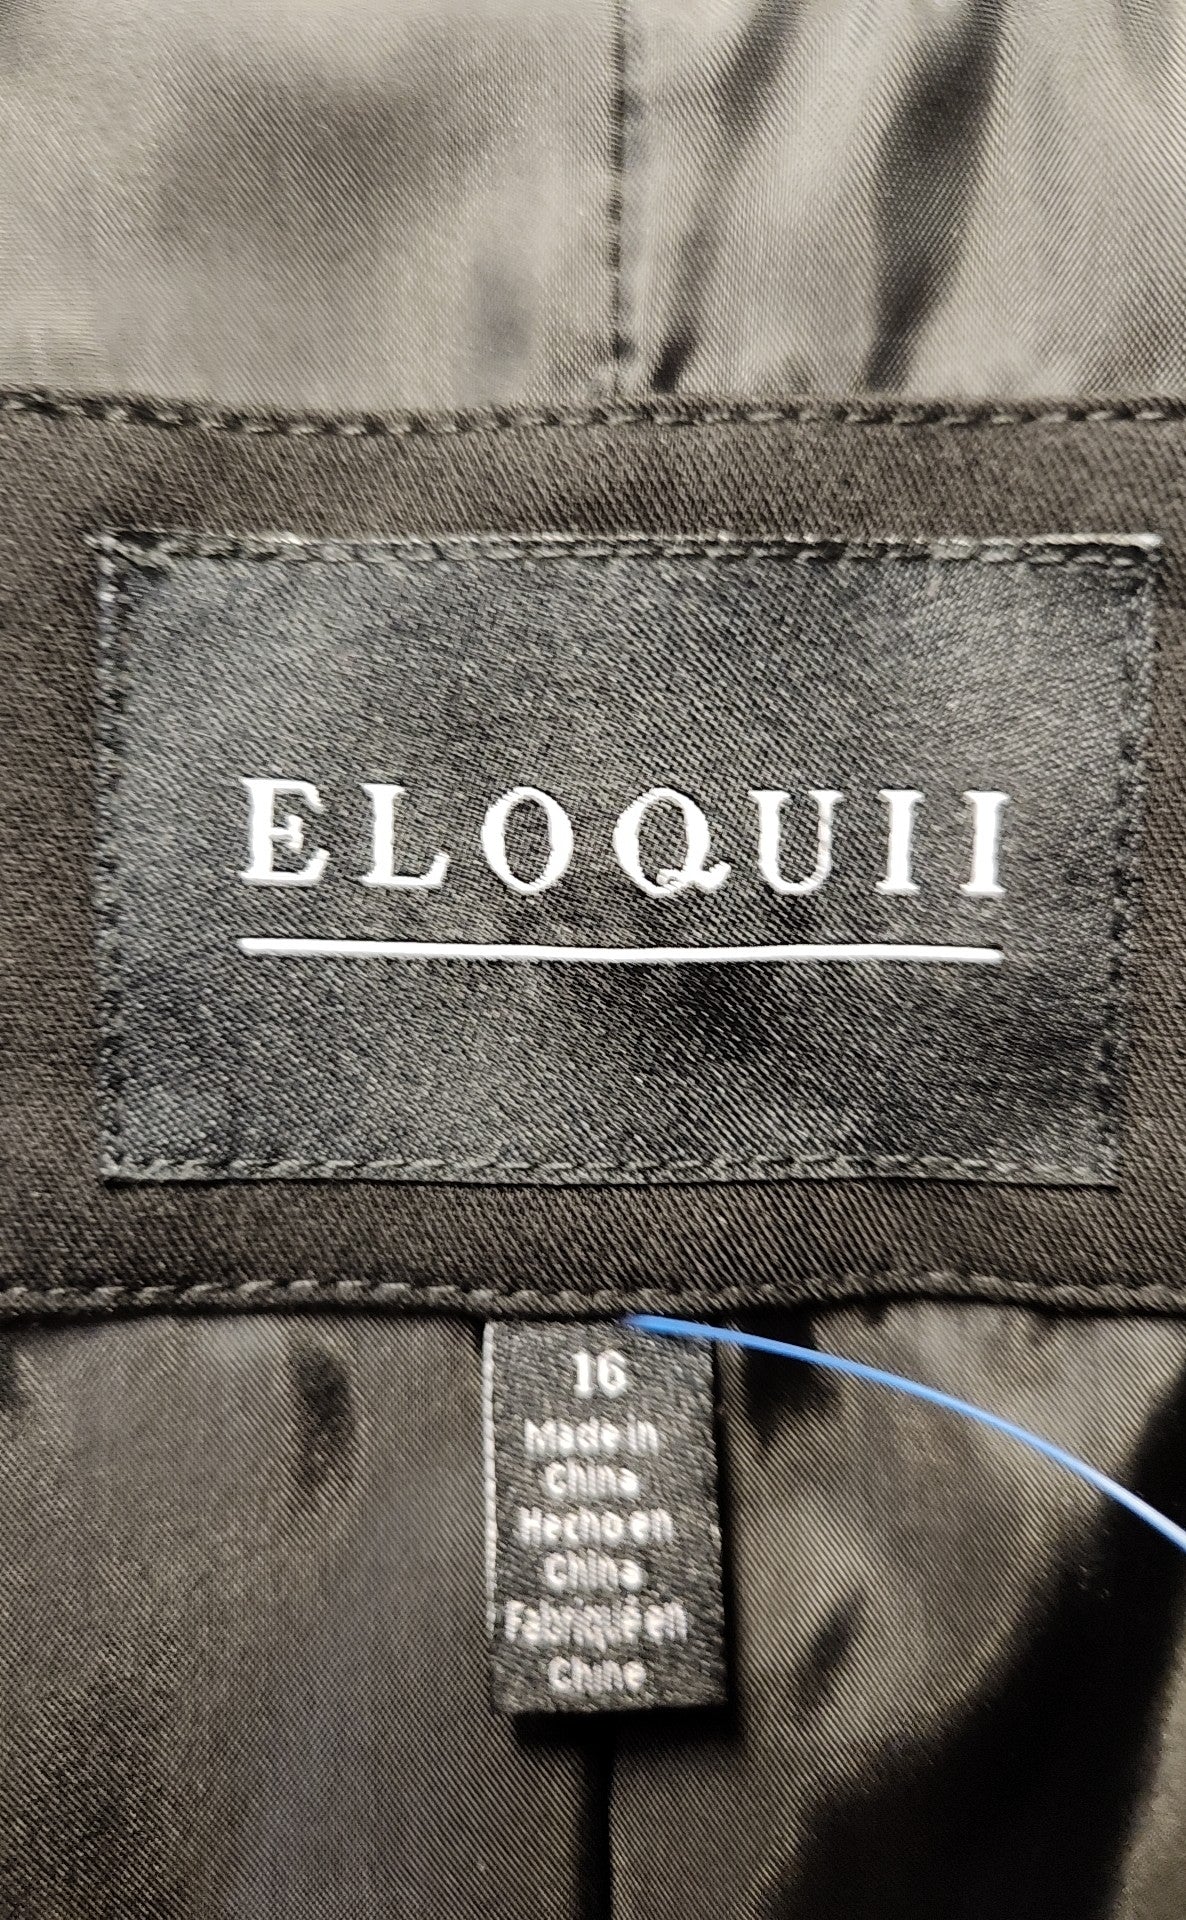 ELOQUII
16
Made in
China
Hecho en
China
Fabriqué en
Chine